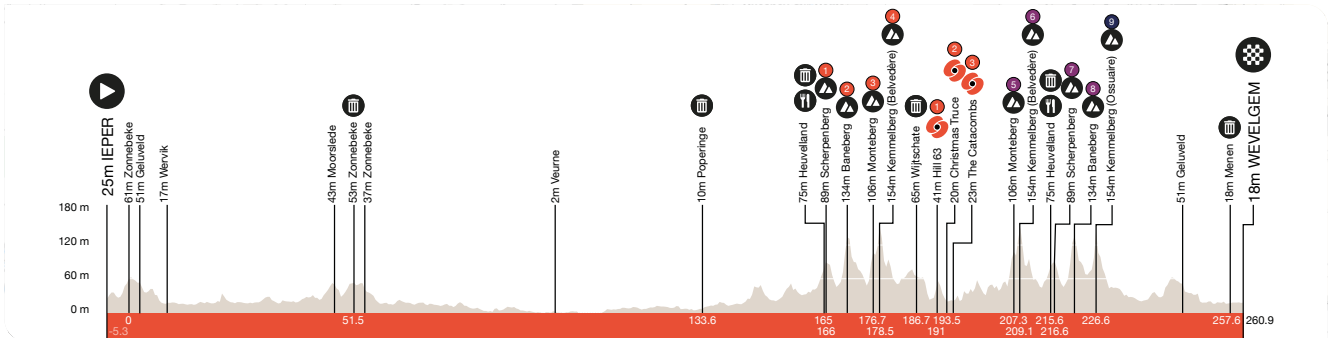 25m IEPER
61m Zonnebeke
51m Geluveld
17m Wervik
43m Moorslede
53m Zonnebeke
37m Zonnebeke
2m Veurne
10m Poperinge
75m Heuvelland
1
89m Scherpenberg
2
134m Baneberg
3
106m Monteberg
4
154m Kemmelberg (Belvedère)
65m Wijtschate
1
41m Hill 63
2
20m Christmas Truce
3
23m The Catacombs
5
106m Monteberg
6
154m Kemmelberg (Belvedère)
75m Heuvelland
7
89m Scherpenberg
8
134m Baneberg
9
154m Kemmelberg (Ossuaire)
51m Geluveld
18m Menen
18m WEVELGEM
180 m
120 m
60 m
0 m
-5.3
0
51.5
133.6
165
166
176.7
178.5
186.7
191
193.5
207.3
209.1
215.6
216.6
226.6
257.6
260.9